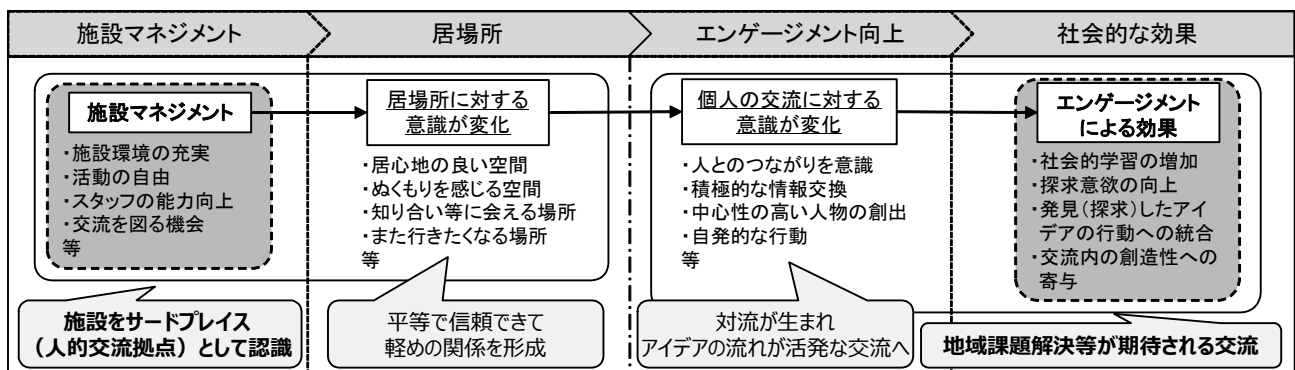 施設マネジメント
居場所
エンゲージメント向上
社会的な効果
施設マネジメント
・施設環境の充実
・活動の自由
・スタッフの能力向上
・交流を図る機会
等
居場所に対する
意識が変化
・居心地の良い空間
・ぬくもりを感じる空間
・知り合い等に会える場所
・また行きたくなる場所
等
個人の交流に対する
意識が変化
・人とのつながりを意識
・積極的な情報交換
・中心性の高い人物の創出
・自発的な行動
等
エンゲージメント
による効果
・社会的学習の増加
・探求意欲の向上
・発見(探求)したアイ
デアの行動への統合
・交流内の創造性への
寄与
施設をサードプレイス
（人的交流拠点）として認識
平等で信頼できて
軽めの関係を形成
対流が生まれ
アイデアの流れが活発な交流へ
地域課題解決等が期待される交流